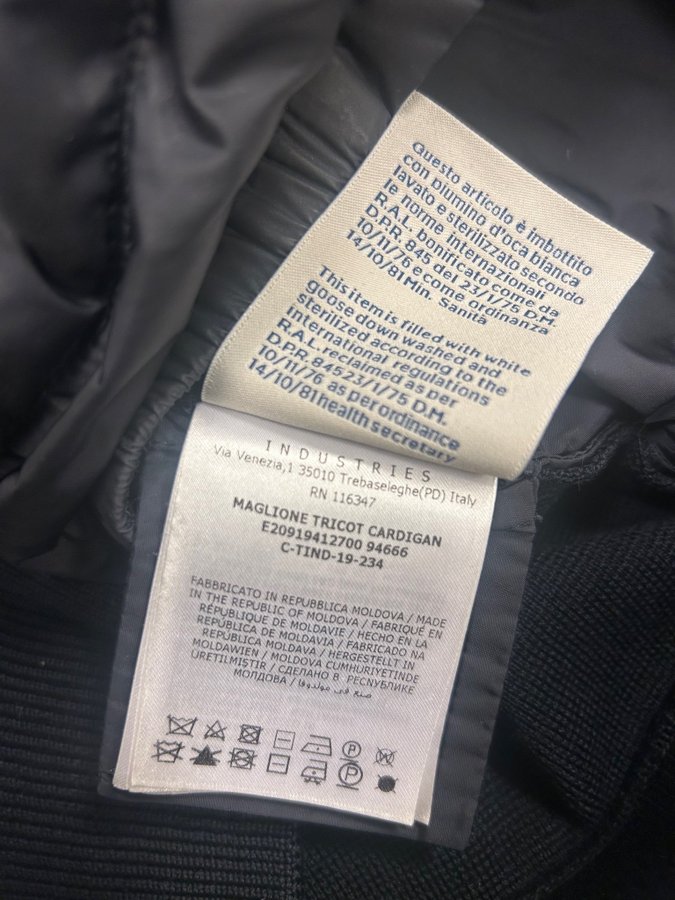 Questo articolo è imbottito
con piumino d'oca bianca
lavato e sterilizzato secondo
le norme internazionali
R.A.L. bonificato come da
D.P.R. 845 del 23/1/75 D.M.
10/11/76 e come ordinanza
14/10/81 Min. Sanità
This item is filled with white
goose down washed and
sterilized according to the
International regulations
R.A.L. reclaimed as per
D.P.R. 84523/1/75 D.M.
10/11/76 as per ordinance
14/10/81 health secretary
INDUSTRIES
Via Venezia,1 35010 Trebaseleghe(PD) Italy
RN 116347
MAGLIONE TRICOT CARDIGAN
E20919412700 94666
C-TIND-19-234
FABBRICATO IN REPUBBLICA MOLDOVA / MADE
IN THE REPUBLIC OF MOLDOVA / FABRIQUÉ EN
RÉPUBLIQUE DE MOLDAVIE / HECHO EN LA
REPÚBLICA DE MOLDAVIA / FABRICADO NA
REPÚBLICA MOLDAVA / HERGESTELLT IN
MOLDAWIEN / MOLDOVA CUMHURIYETINDE
ÜRETILMISTIR / СДЕЛАНО В РЕСПУБЛИКЕ
МОЛДОВА / صنع في مولدوفا